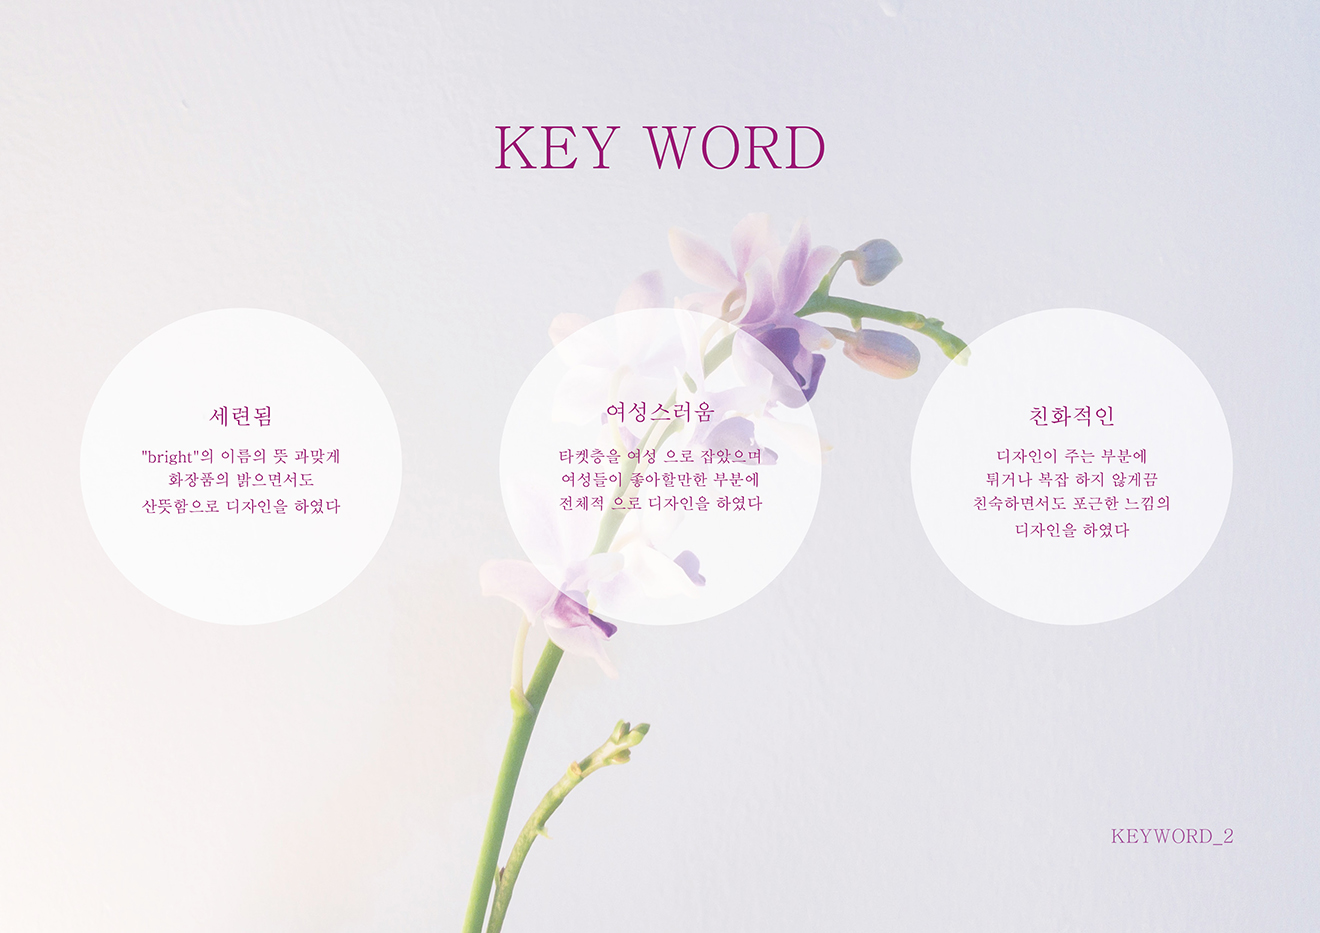 KEY WORD
세련됨
"bright"의 이름의 뜻 과맞게
화장품의 밝으면서도
산뜻함으로 디자인을 하였다
여성스러움
타켓층을 여성 으로 잡았으며
여성들이 좋아할만한 부분에
전체적 으로 디자인을 하였다
친화적인
디자인이 주는 부분에
튀거나 복잡 하지 않게끔
친숙하면서도 포근한 느낌의
디자인을 하였다
KEYWORD_2